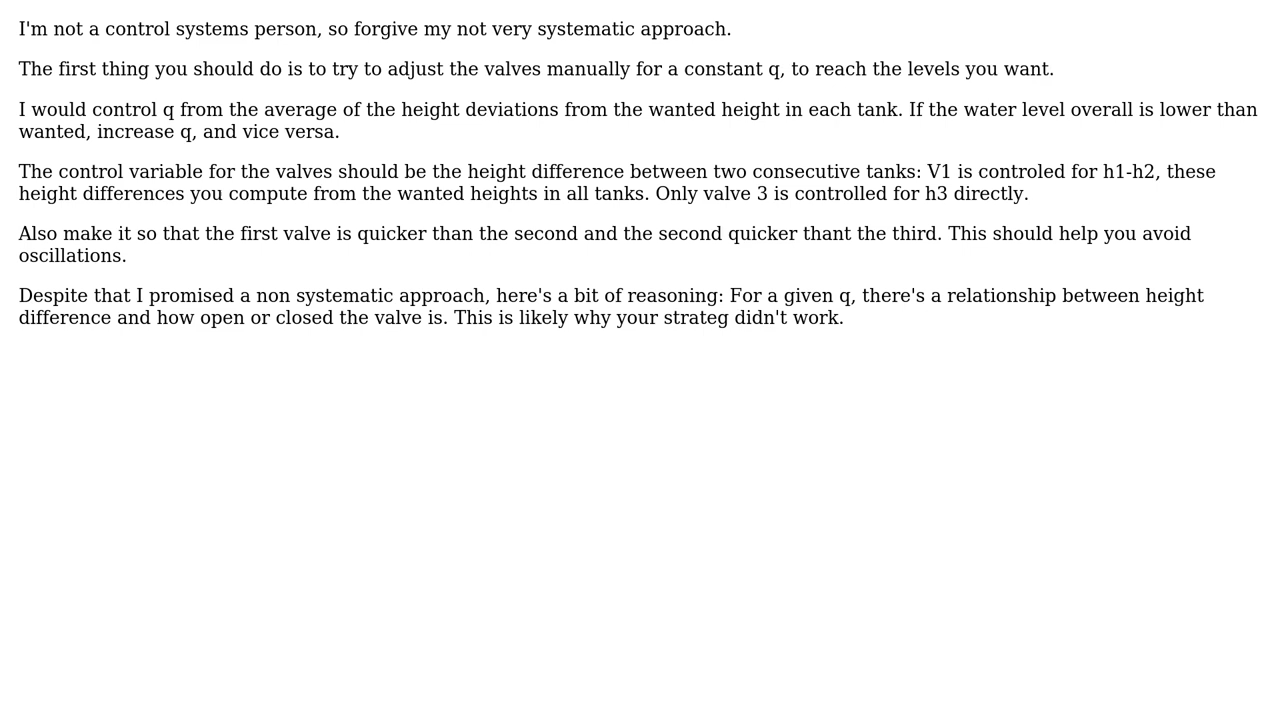 I'm not a control systems person, so forgive my not very systematic approach.
The first thing you should do is to try to adjust the valves manually for a constant q, to reach the levels you want.
I would control q from the average of the height deviations from the wanted height in each tank. If the water level overall is lower than
wanted, increase q, and vice versa.
The control variable for the valves should be the height difference between two consecutive tanks: V1 is controled for h1-h2, these
height differences you compute from the wanted heights in all tanks. Only valve 3 is controlled for h3 directly.
Also make it so that the first valve is quicker than the second and the second quicker thant the third. This should help you avoid
oscillations.
Despite that I promised a non systematic approach, here's a bit of reasoning: For a given q, there's a relationship between height
difference and how open or closed the valve is. This is likely why your strateg didn't work.